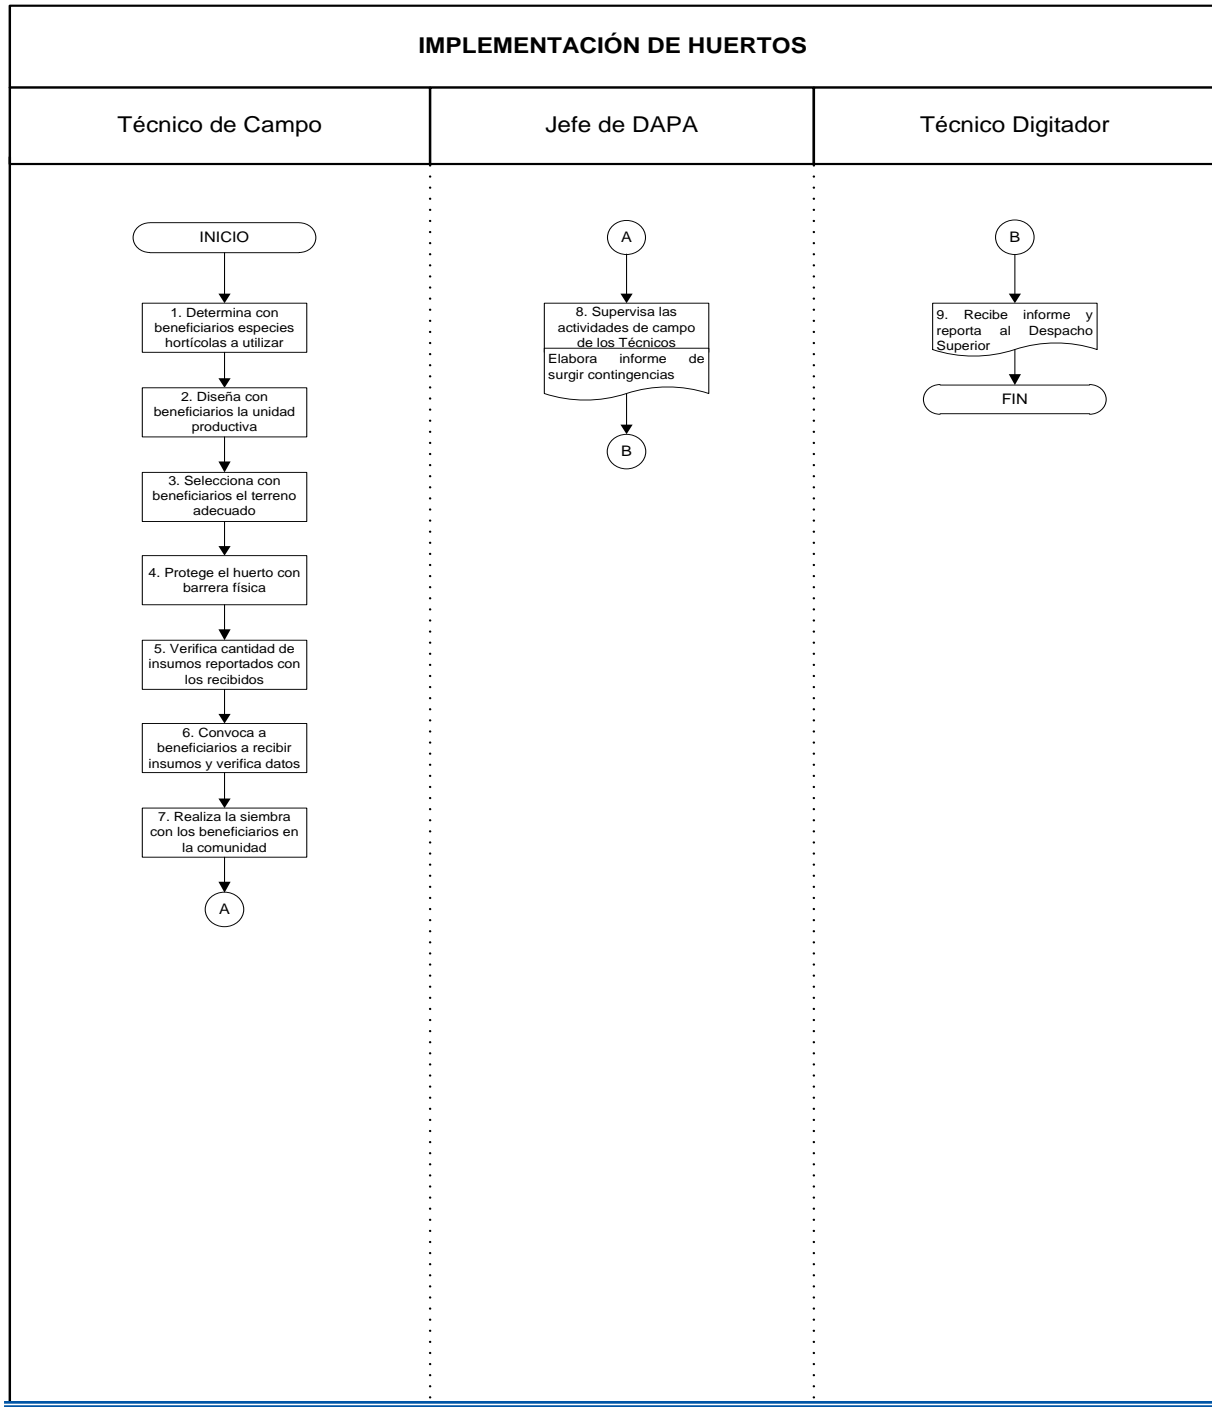 IMPLEMENTACIÓN DE HUERTOS
Técnico de Campo
Jefe de DAPA
Técnico Digitador
INICIO
1. Determina con
beneficiarios especies
hortícolas a utilizar
2. Diseña con
beneficiarios la unidad
productiva
3. Selecciona con
beneficiarios el terreno
adecuado
4. Protege el huerto con
barrera física
5. Verifica cantidad de
insumos reportados con
los recibidos
6. Convoca a
beneficiarios a recibir
insumos y verifica datos
7. Realiza la siembra
con los beneficiarios en
la comunidad
A
A
8. Supervisa las
actividades de campo
de los Técnicos
Elabora informe de
surgir contingencias
B
B
9. Recibe informe y
reporta al Despacho
Superior
FIN